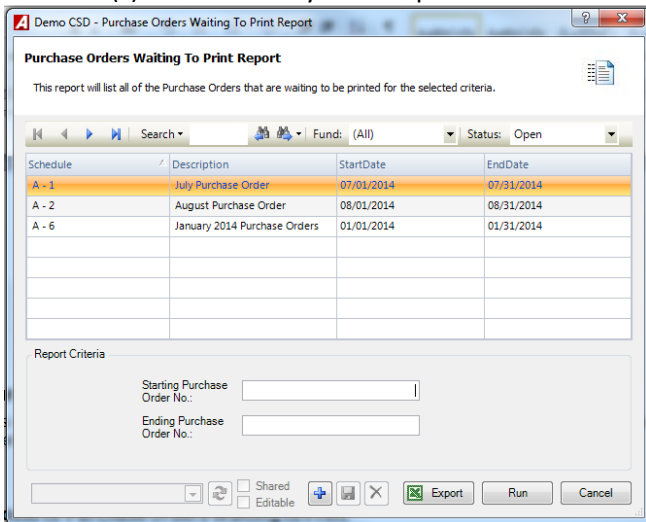 Demo CSD - Purchase Orders Waiting To Print Report
Purchase Orders Waiting To Print Report
This report will list all of the Purchase Orders that are waiting to be printed for the selected criteria.
Search Fund: (All) Status: Open
Schedule Description StartDate EndDate
A - 1 July Purchase Order 07/01/2014 07/31/2014
A - 2 August Purchase Order 08/01/2014 08/31/2014
A - 6 January 2014 Purchase Orders 01/01/2014 01/31/2014
Report Criteria
Starting Purchase
Order No.:
Ending Purchase
Order No.:
Shared
Editable
Export Run Cancel